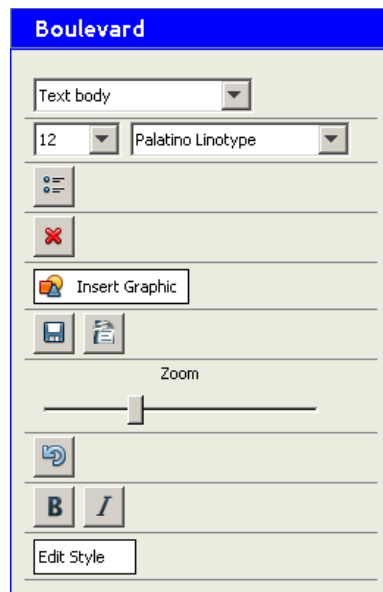 Boulevard
Text body
12 Palatino Linotype
Insert Graphic
Zoom
B I
Edit Style